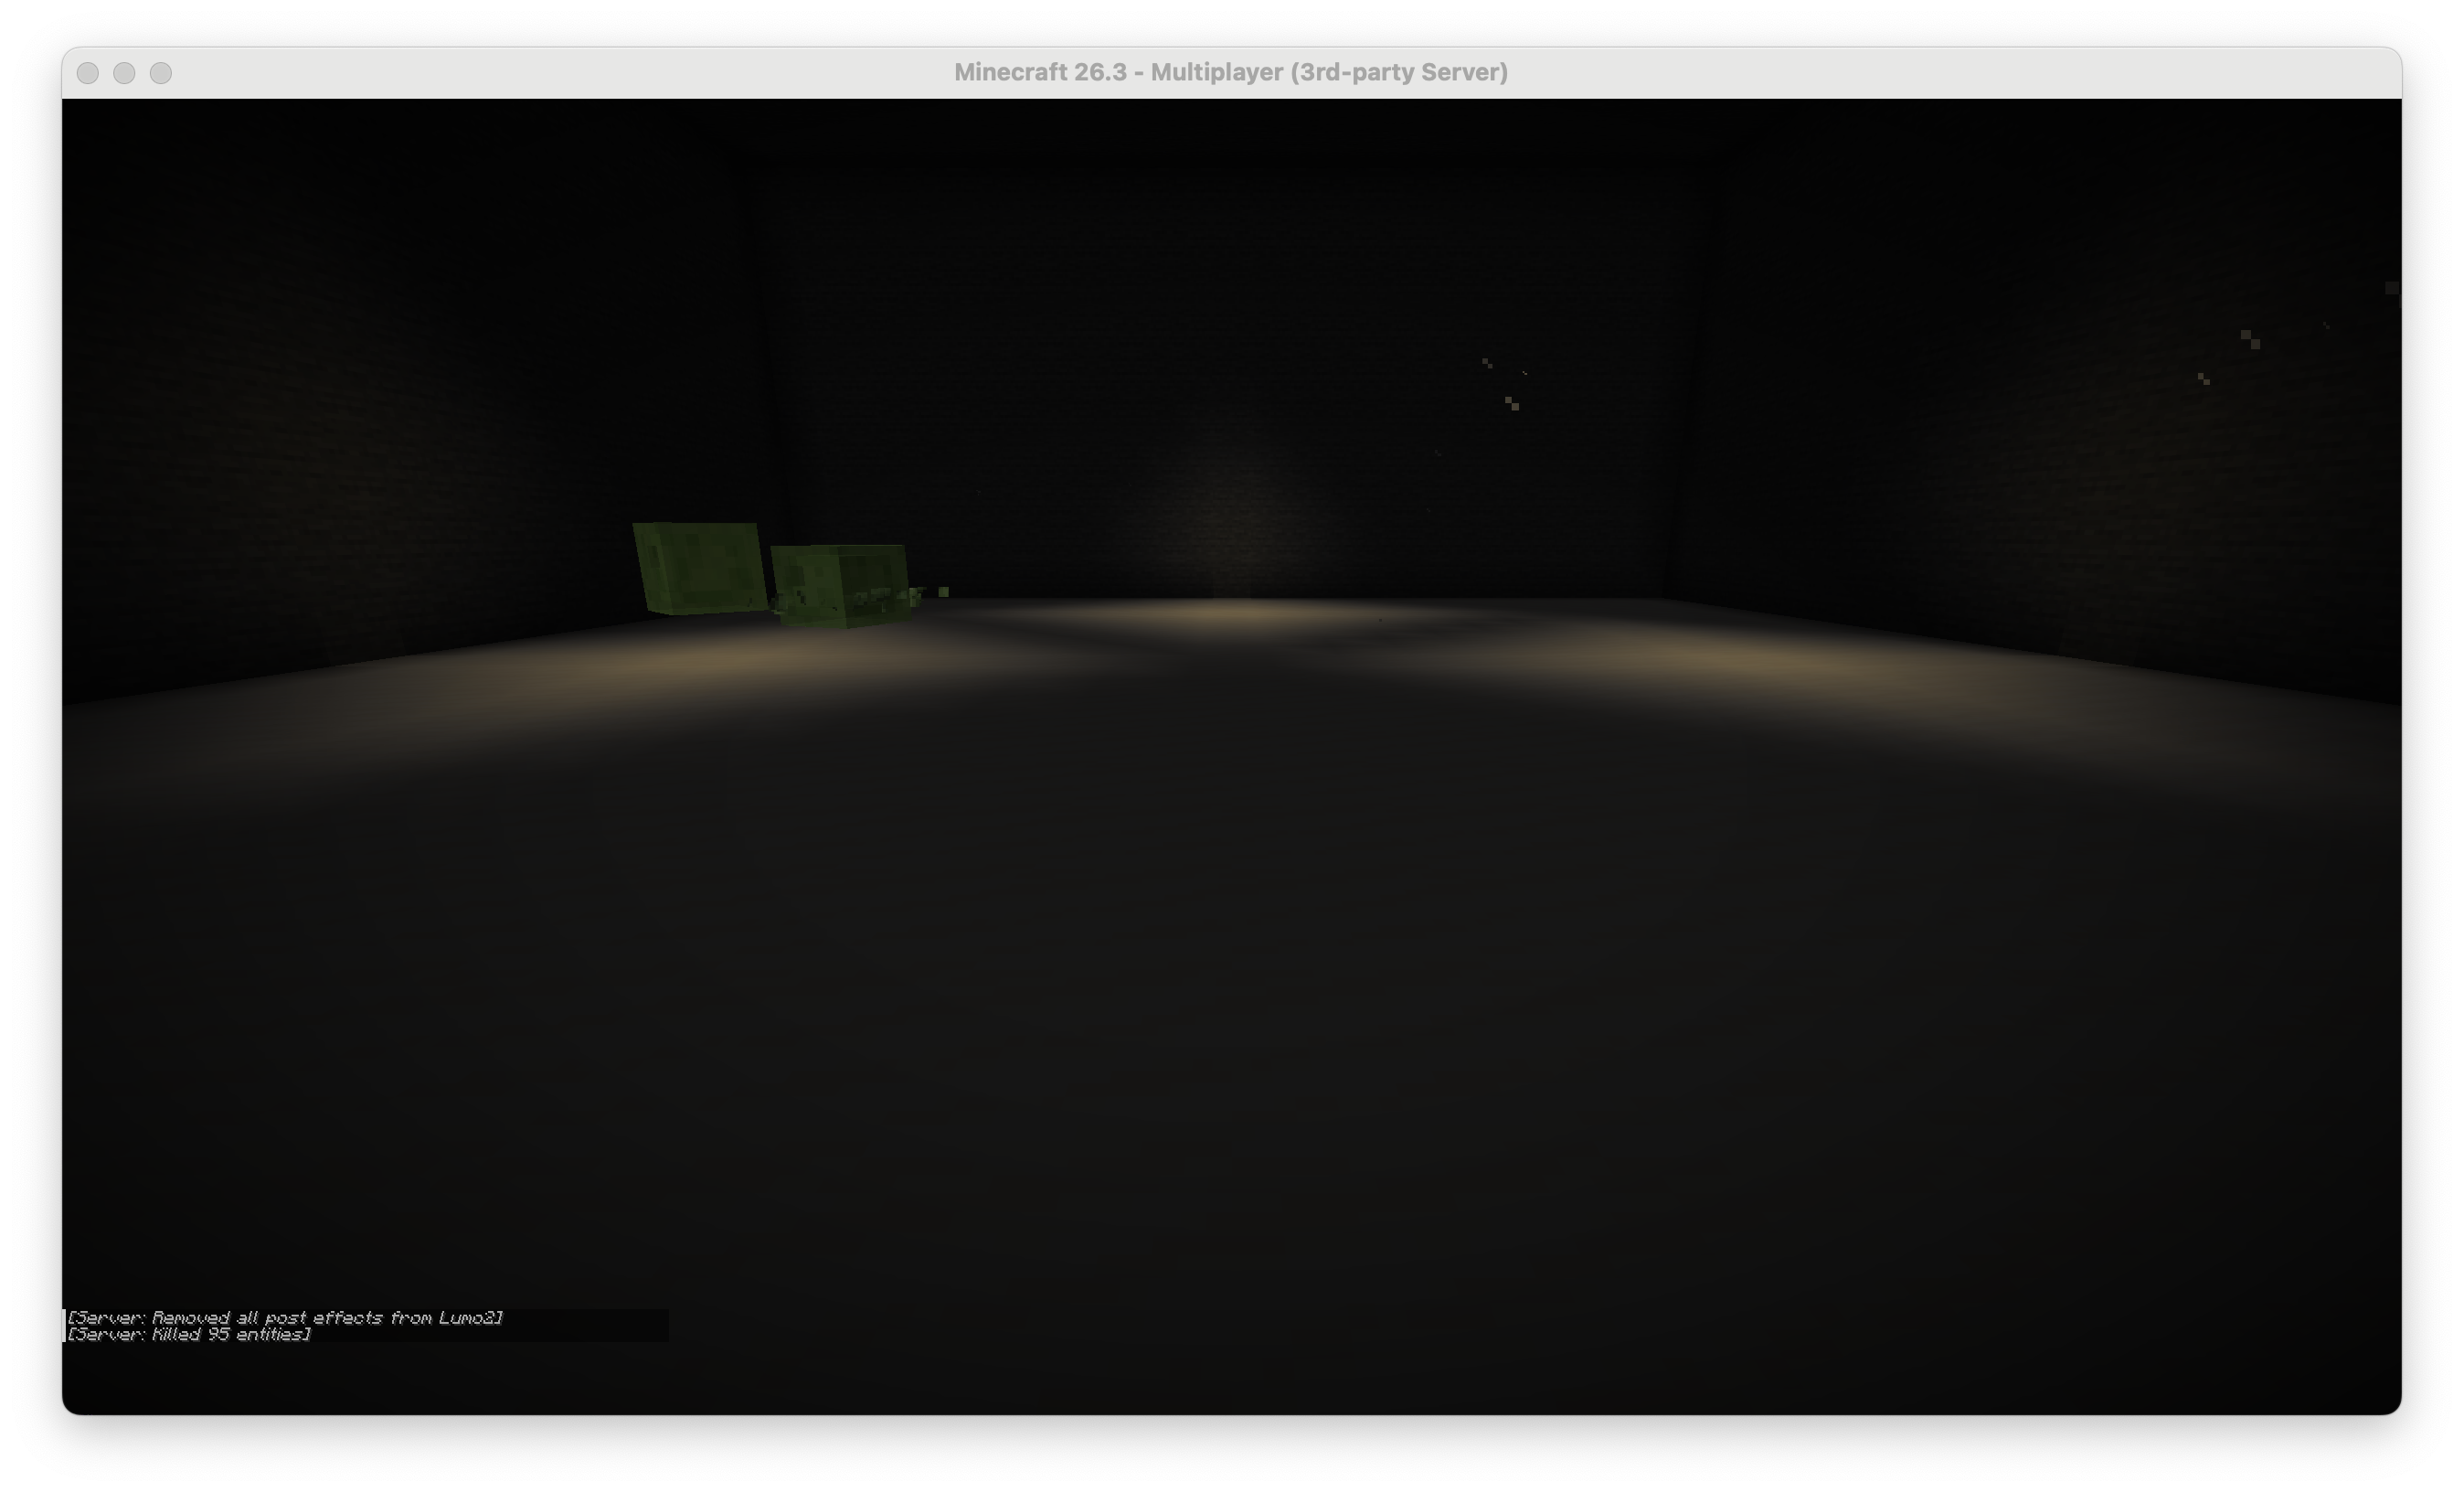 Minecraft 26.3 - Multiplayer (3rd-party Server)
[Server: Removed all post effects from Lumo2]
[Server: Killed 95 entities]